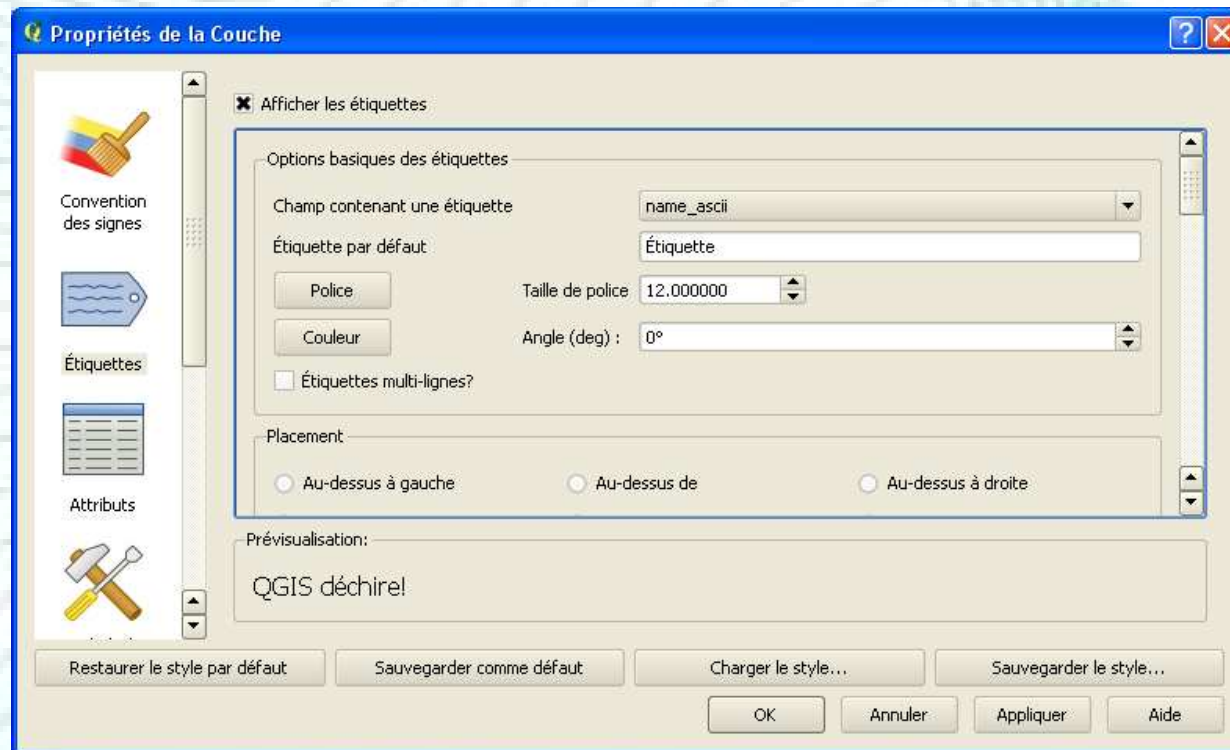 Propriétés de la Couche
Convention
des signes
Étiquettes
Attributs
Afficher les étiquettes
Options basiques des étiquettes
Champ contenant une étiquette name_ascii
Étiquette par défaut Étiquette
Police Taille de police 12.000000
Couleur Angle (deg) : 0°
Étiquettes multi-lignes?
Placement
Au-dessus à gauche Au-dessus de Au-dessus à droite
Prévisualisation:
QGIS déchire!
Restaurer le style par défaut Sauvegarder comme défaut Charger le style... Sauvegarder le style...
OK Annuler Appliquer Aide